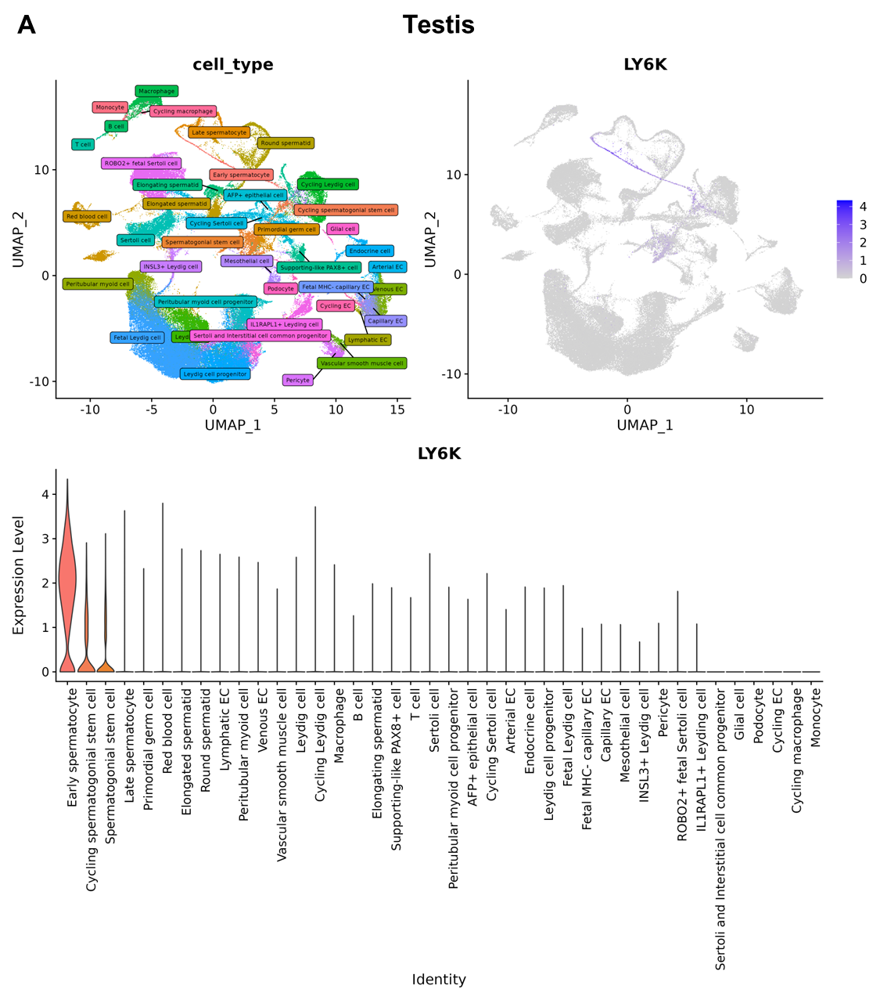 A
Testis
cell_type
Macrophage
Monocyte
Cycling macrophage
B cell
T cell
Late spermatocyte
Round spermatid
ROBO2+ fetal Sertoli cell
Early spermatocyte
Elongating spermatid
Cycling Leydig cell
AFP+ epithelial cell
Elongated spermatid
Cycling spermatogonial stem cell
Red blood cell
Cycling Sertoli cell
Primordial germ cell
Glial cell
Sertoli cell
Spermatogonial stem cell
Endocrine cell
Mesothelial cell
INSL3+ Leydig cell
Supporting-like PAX8+ cell
Arterial EC
Peritubular myoid cell
Podocyte
Fetal MHC- capillary EC
Venous EC
Peritubular myoid cell progenitor
Cycling EC
Capillary EC
IL1RAPL1+ Leyding cell
Fetal Leydig cell
Leyd
Sertoli and Interstitial cell common progenitor
Lymphatic EC
Vascular smooth muscle cell
Leydig cell progenitor
Pericyte
UMAP_2
10
0
-10
-10
-5
0
5
10
15
UMAP_1
LY6K
UMAP_2
10
0
-10
-10
0
10
UMAP_1
4
3
2
1
0
LY6K
Expression Level
4
3
2
1
0
Early spermatocyte
Cycling spermatogonial stem cell
Spermatogonial stem cell
Late spermatocyte
Primordial germ cell
Red blood cell
Elongated spermatid
Round spermatid
Lymphatic EC
Peritubular myoid cell
Venous EC
Vascular smooth muscle cell
Leydig cell
Cycling Leydig cell
Macrophage
B cell
Elongating spermatid
Supporting-like PAX8+ cell
T cell
Sertoli cell
Peritubular myoid cell progenitor
AFP+ epithelial cell
Cycling Sertoli cell
Arterial EC
Endocrine cell
Leydig cell progenitor
Fetal Leydig cell
Fetal MHC- capillary EC
Capillary EC
Mesothelial cell
INSL3+ Leydig cell
Pericyte
ROBO2+ fetal Sertoli cell
IL1RAPL1+ Leyding cell
Sertoli and Interstitial cell common progenitor
Glial cell
Podocyte
Cycling EC
Cycling macrophage
Monocyte
Identity